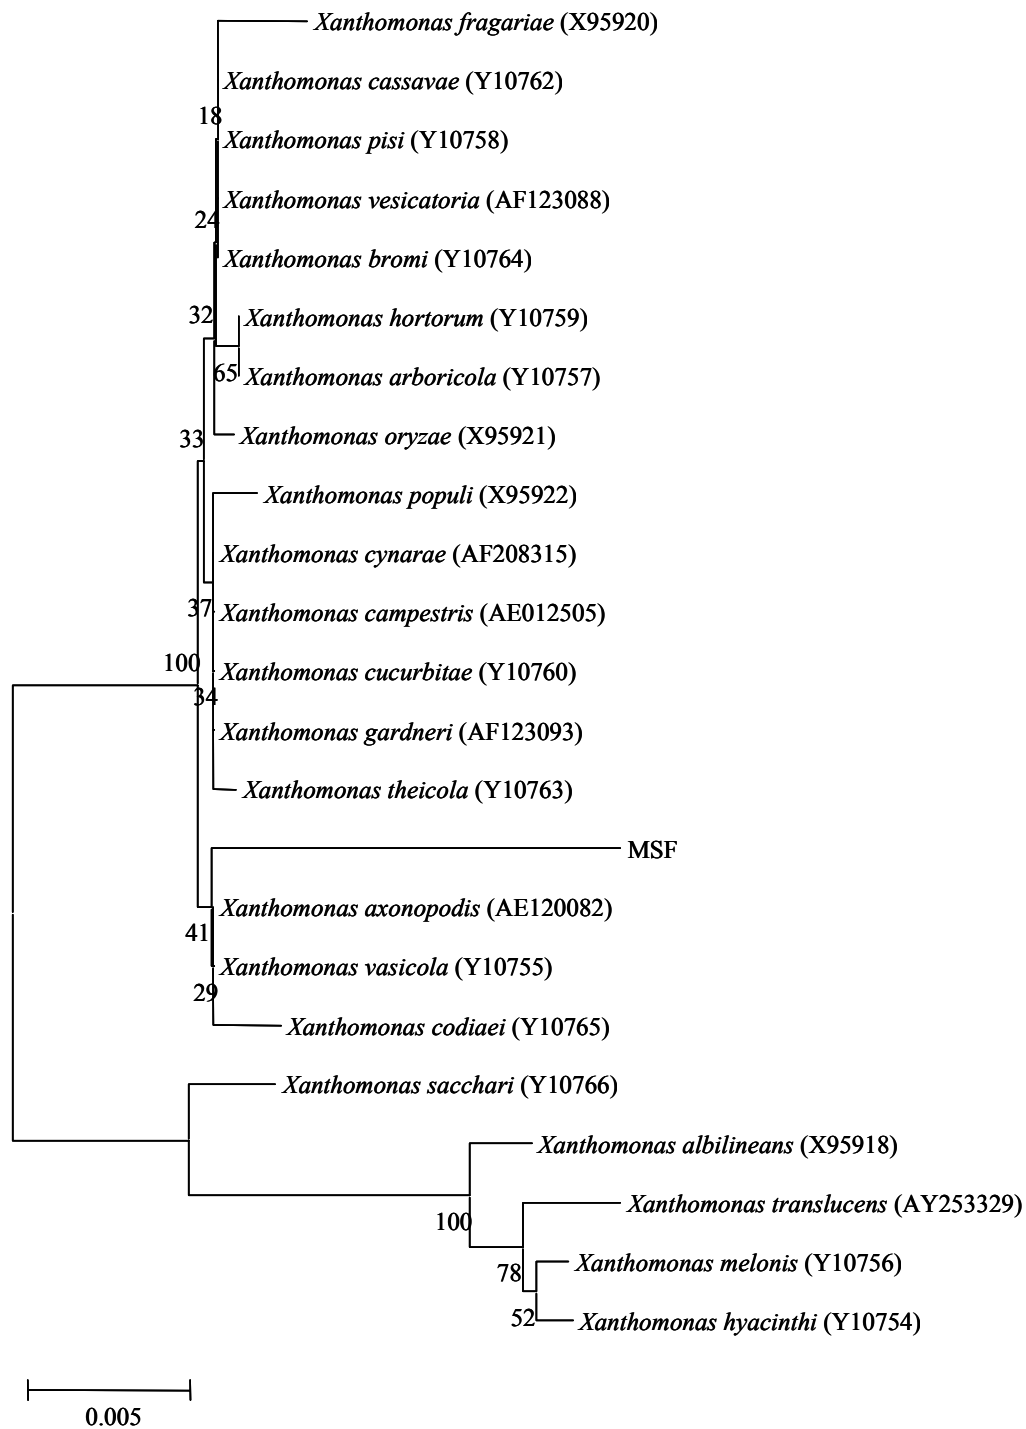 Xanthomonas fragariae (X95920)
Xanthomonas cassavae (Y10762)
18
Xanthomonas pisi (Y10758)
Xanthomonas vesicatoria (AF123088)
24
Xanthomonas bromi (Y10764)
32
Xanthomonas hortorum (Y10759)
65
Xanthomonas arboricola (Y10757)
33
Xanthomonas oryzae (X95921)
Xanthomonas populi (X95922)
Xanthomonas cynarae (AF208315)
37
Xanthomonas campestris (AE012505)
100
Xanthomonas cucurbitae (Y10760)
34
Xanthomonas gardneri (AF123093)
Xanthomonas theicola (Y10763)
MSF
Xanthomonas axonopodis (AE120082)
41
Xanthomonas vasicola (Y10755)
29
Xanthomonas codiaei (Y10765)
Xanthomonas sacchari (Y10766)
Xanthomonas albilineans (X95918)
Xanthomonas translucens (AY253329)
100
Xanthomonas melonis (Y10756)
78
52
Xanthomonas hyacinthi (Y10754)
0.005